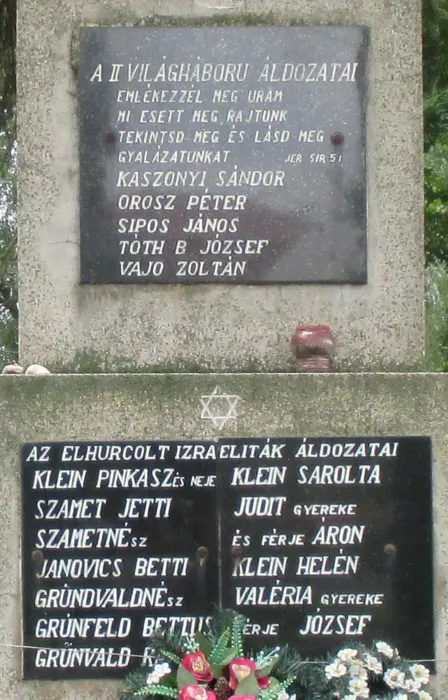 A II VILÁGHÁBORU ÁLDOZATAI
EMLÉKEZZÉL MEG URAM
MI ESETT MEG RAJTUNK
TEKINTSD MEG ÉS LÁSD MEG
GYALÁZATUNKAT JER SIR 5 1
KASZONYI SÁNDOR
OROSZ PÉTER
SIPOS JÁNOS
TÓTH B JÓZSEF
VAJO ZOLTÁN
AZ ELHURCOLT IZRAELITÁK ÁLDOZATAI
KLEIN PINKASZ ÉS NEJE
SZAMET JETTI
SZAMETNÉ SZ
JANOVICS BETTI
GRÜNDVALDNÉ SZ
GRÜNFELD BETTUS
GRÜNVALD
KLEIN SAROLTA
JUDIT GYEREKE
ÉS FÉRJE ÁRON
KLEIN HELÉN
VALÉRIA GYEREKE
FÉRJE JÓZSEF